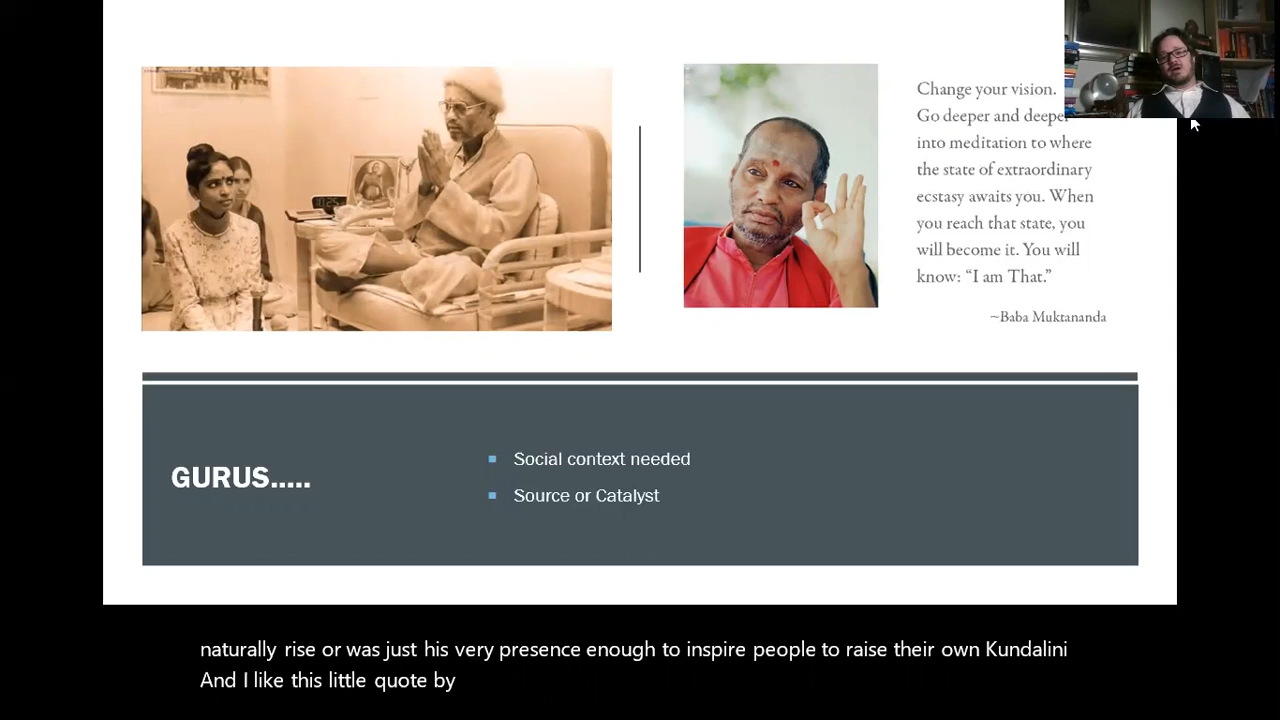 Change your vision.
Go deeper and deeper
into meditation to where
the state of extraordinary
ecstasy awaits you. When
you reach that state, you
will become it. You will
know: “I am That.”
~Baba Muktananda
GURUS.....
Social context needed
Source or Catalyst
naturally rise or was just his very presence enough to inspire people to raise their own Kundalini
And I like this little quote by